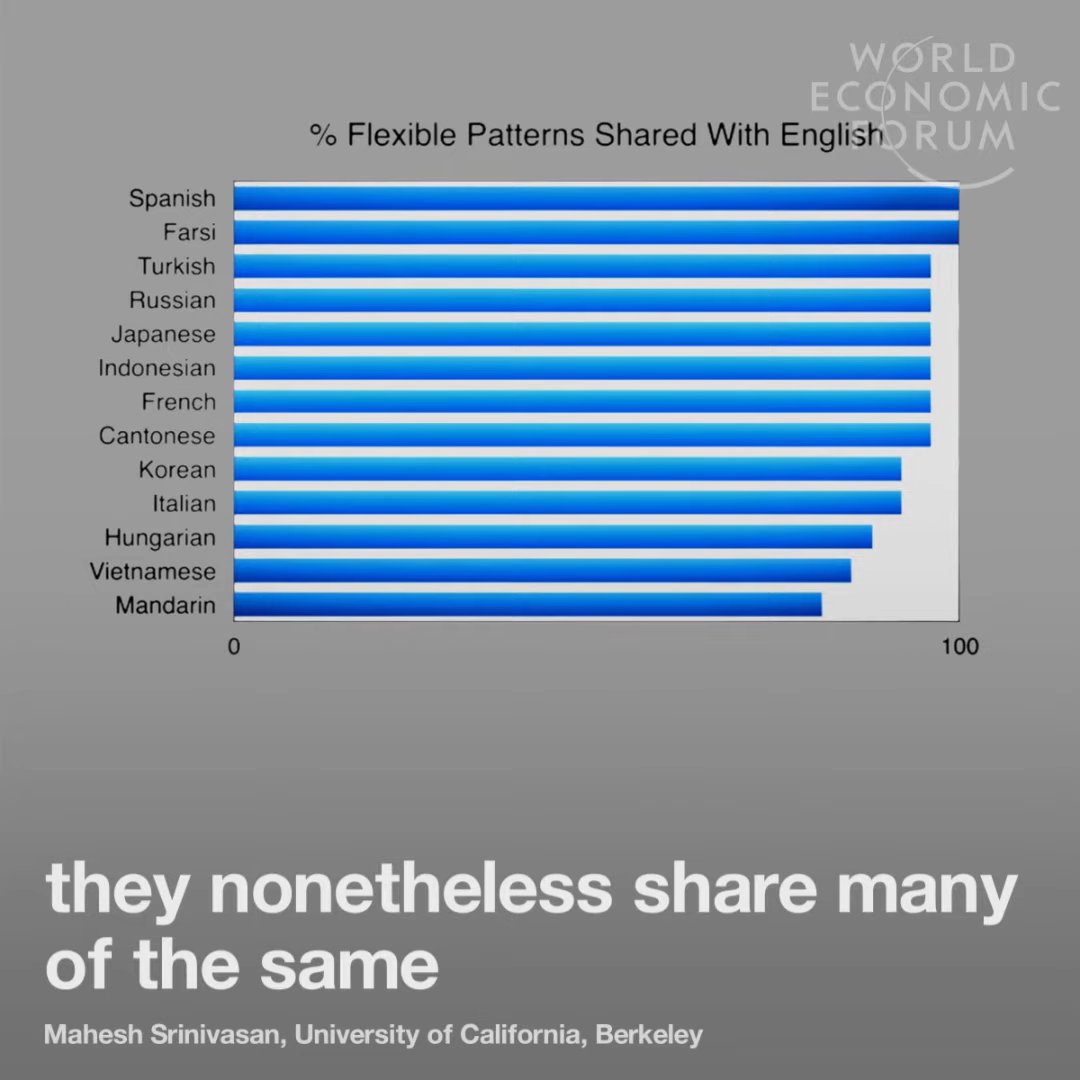 WORLD
ECONOMIC
FORUM
% Flexible Patterns Shared With English
Spanish
Farsi
Turkish
Russian
Japanese
Indonesian
French
Cantonese
Korean
Italian
Hungarian
Vietnamese
Mandarin
0 100
they nonetheless share many
of the same
Mahesh Srinivasan, University of California, Berkeley